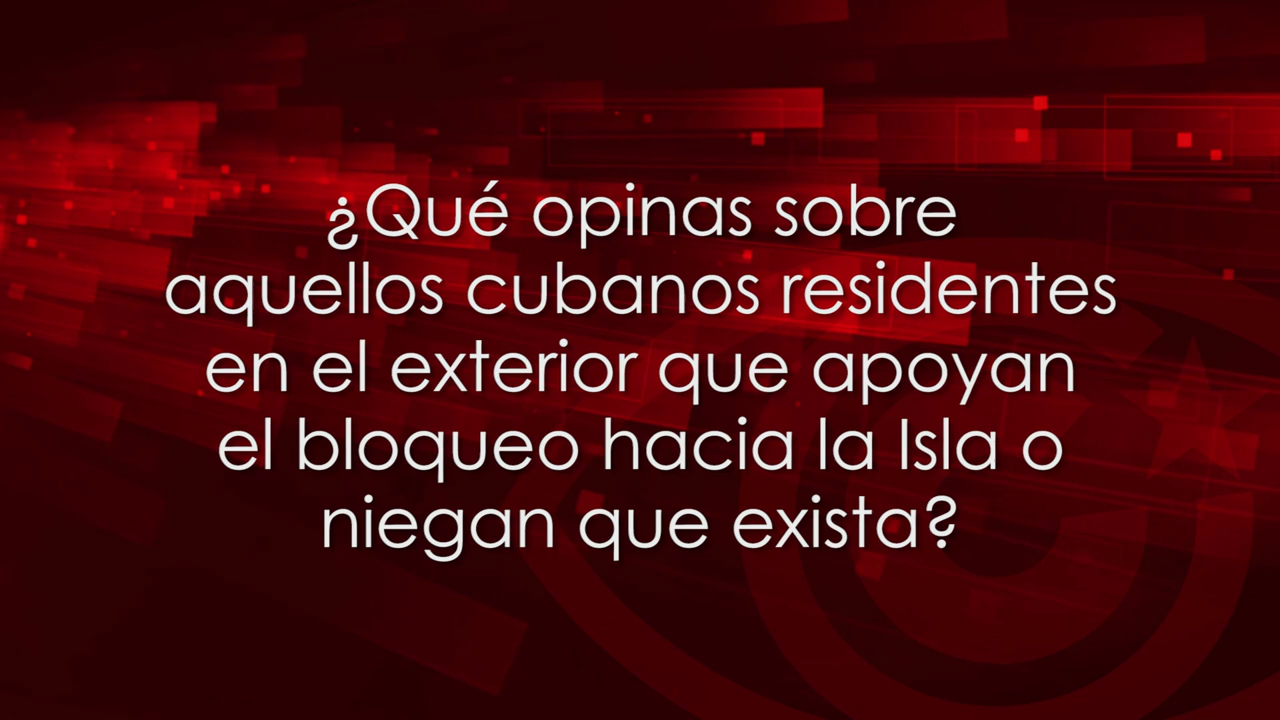 ¿Qué opinas sobre
aquellos cubanos residentes
en el exterior que apoyan
el bloqueo hacia la Isla o
niegan que exista?